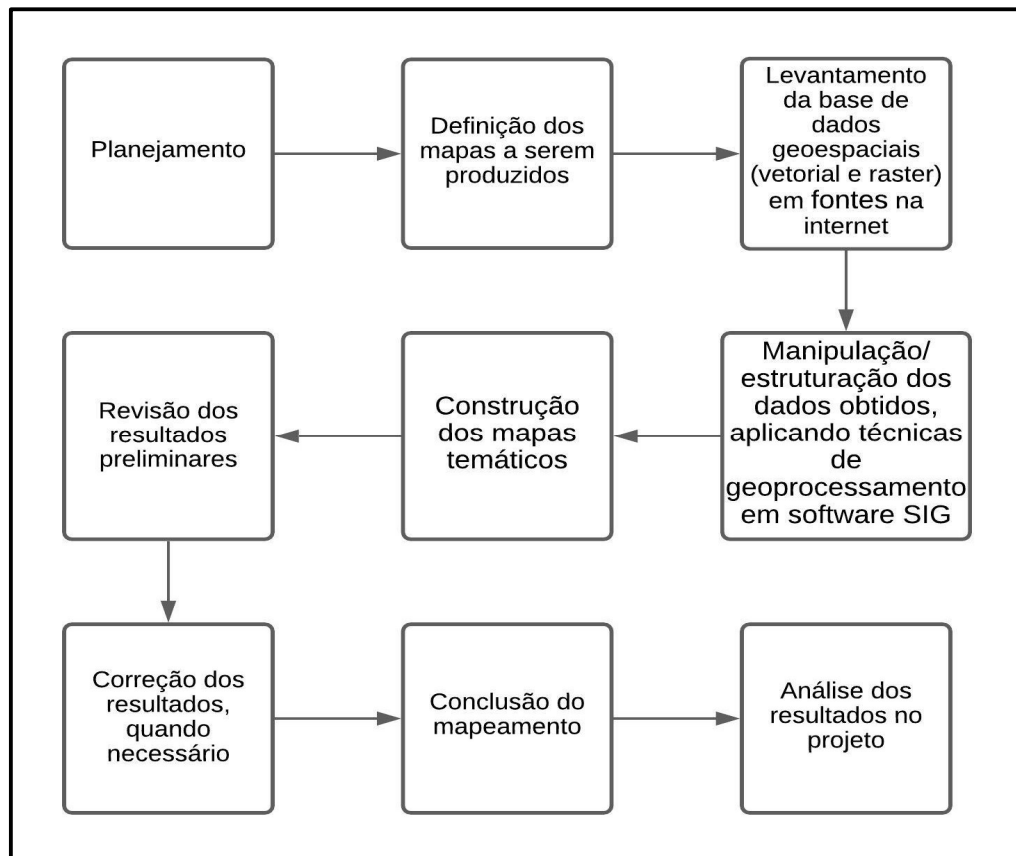 Planejamento
Definição dos
mapas a serem
produzidos
Levantamento
da base de
dados
geoespaciais
(vetorial e raster)
em fontes na
internet
Manipulação/
estruturação dos
dados obtidos,
aplicando técnicas
de
geoprocessamento
em software SIG
Construção
dos mapas
temáticos
Revisão dos
resultados
preliminares
Correção dos
resultados,
quando
necessário
Conclusão do
mapeamento
Análise dos
resultados no
projeto